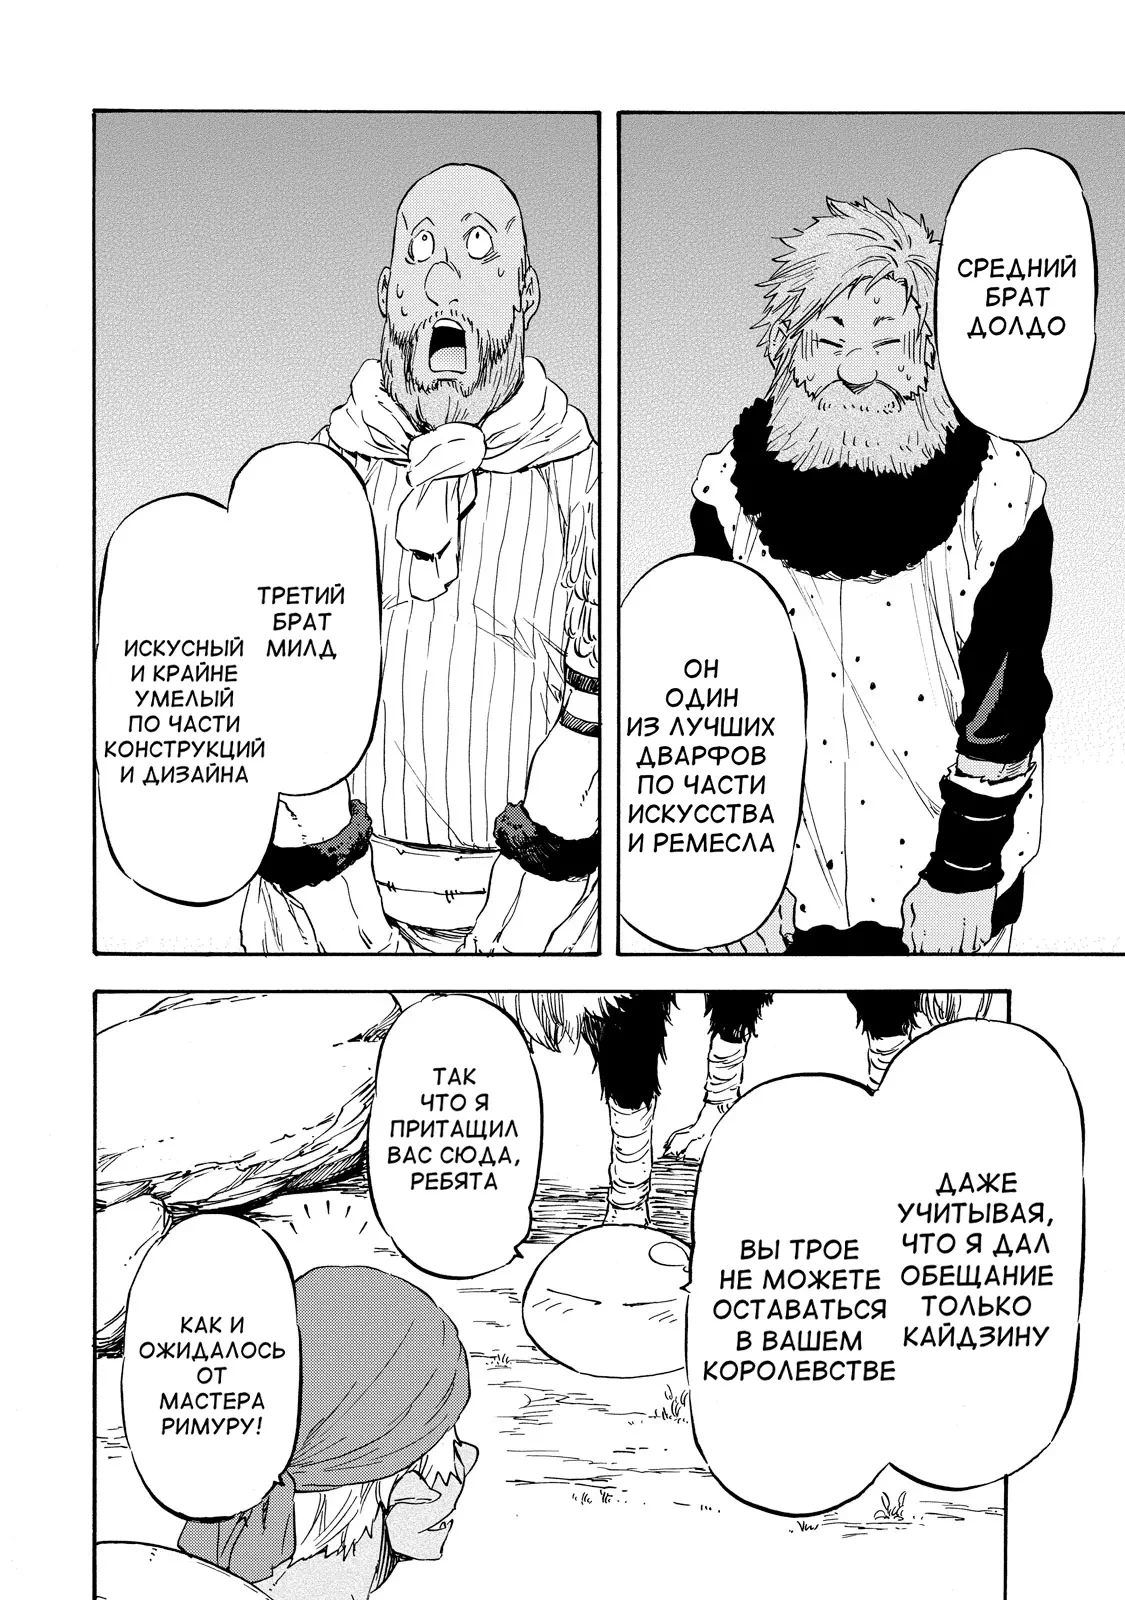 СРЕДНИЙ
БРАТ
ДОЛДО
ОН
ОДИН
ИЗ ЛУЧШИХ
ДВАРФОВ
ПО ЧАСТИ
ИСКУССТВА
И РЕМЕСЛА
ТРЕТИЙ
БРАТ
МИЛД
ИСКУСНЫЙ
И КРАЙНЕ
УМЕЛЫЙ
ПО ЧАСТИ
КОНСТРУКЦИЙ
И ДИЗАЙНА
ДАЖЕ
УЧИТЫВАЯ,
ЧТО Я ДАЛ
ОБЕЩАНИЕ
ТОЛЬКО
КАЙДЗИНУ
ВЫ ТРОЕ
НЕ МОЖЕТЕ
ОСТАВАТЬСЯ
В ВАШЕМ
КОРОЛЕВСТВЕ
ТАК
ЧТО Я
ПРИТАЩИЛ
ВАС СЮДА,
РЕБЯТА
КАК И
ОЖИДАЛОСЬ
ОТ
МАСТЕРА
РИМУРУ!